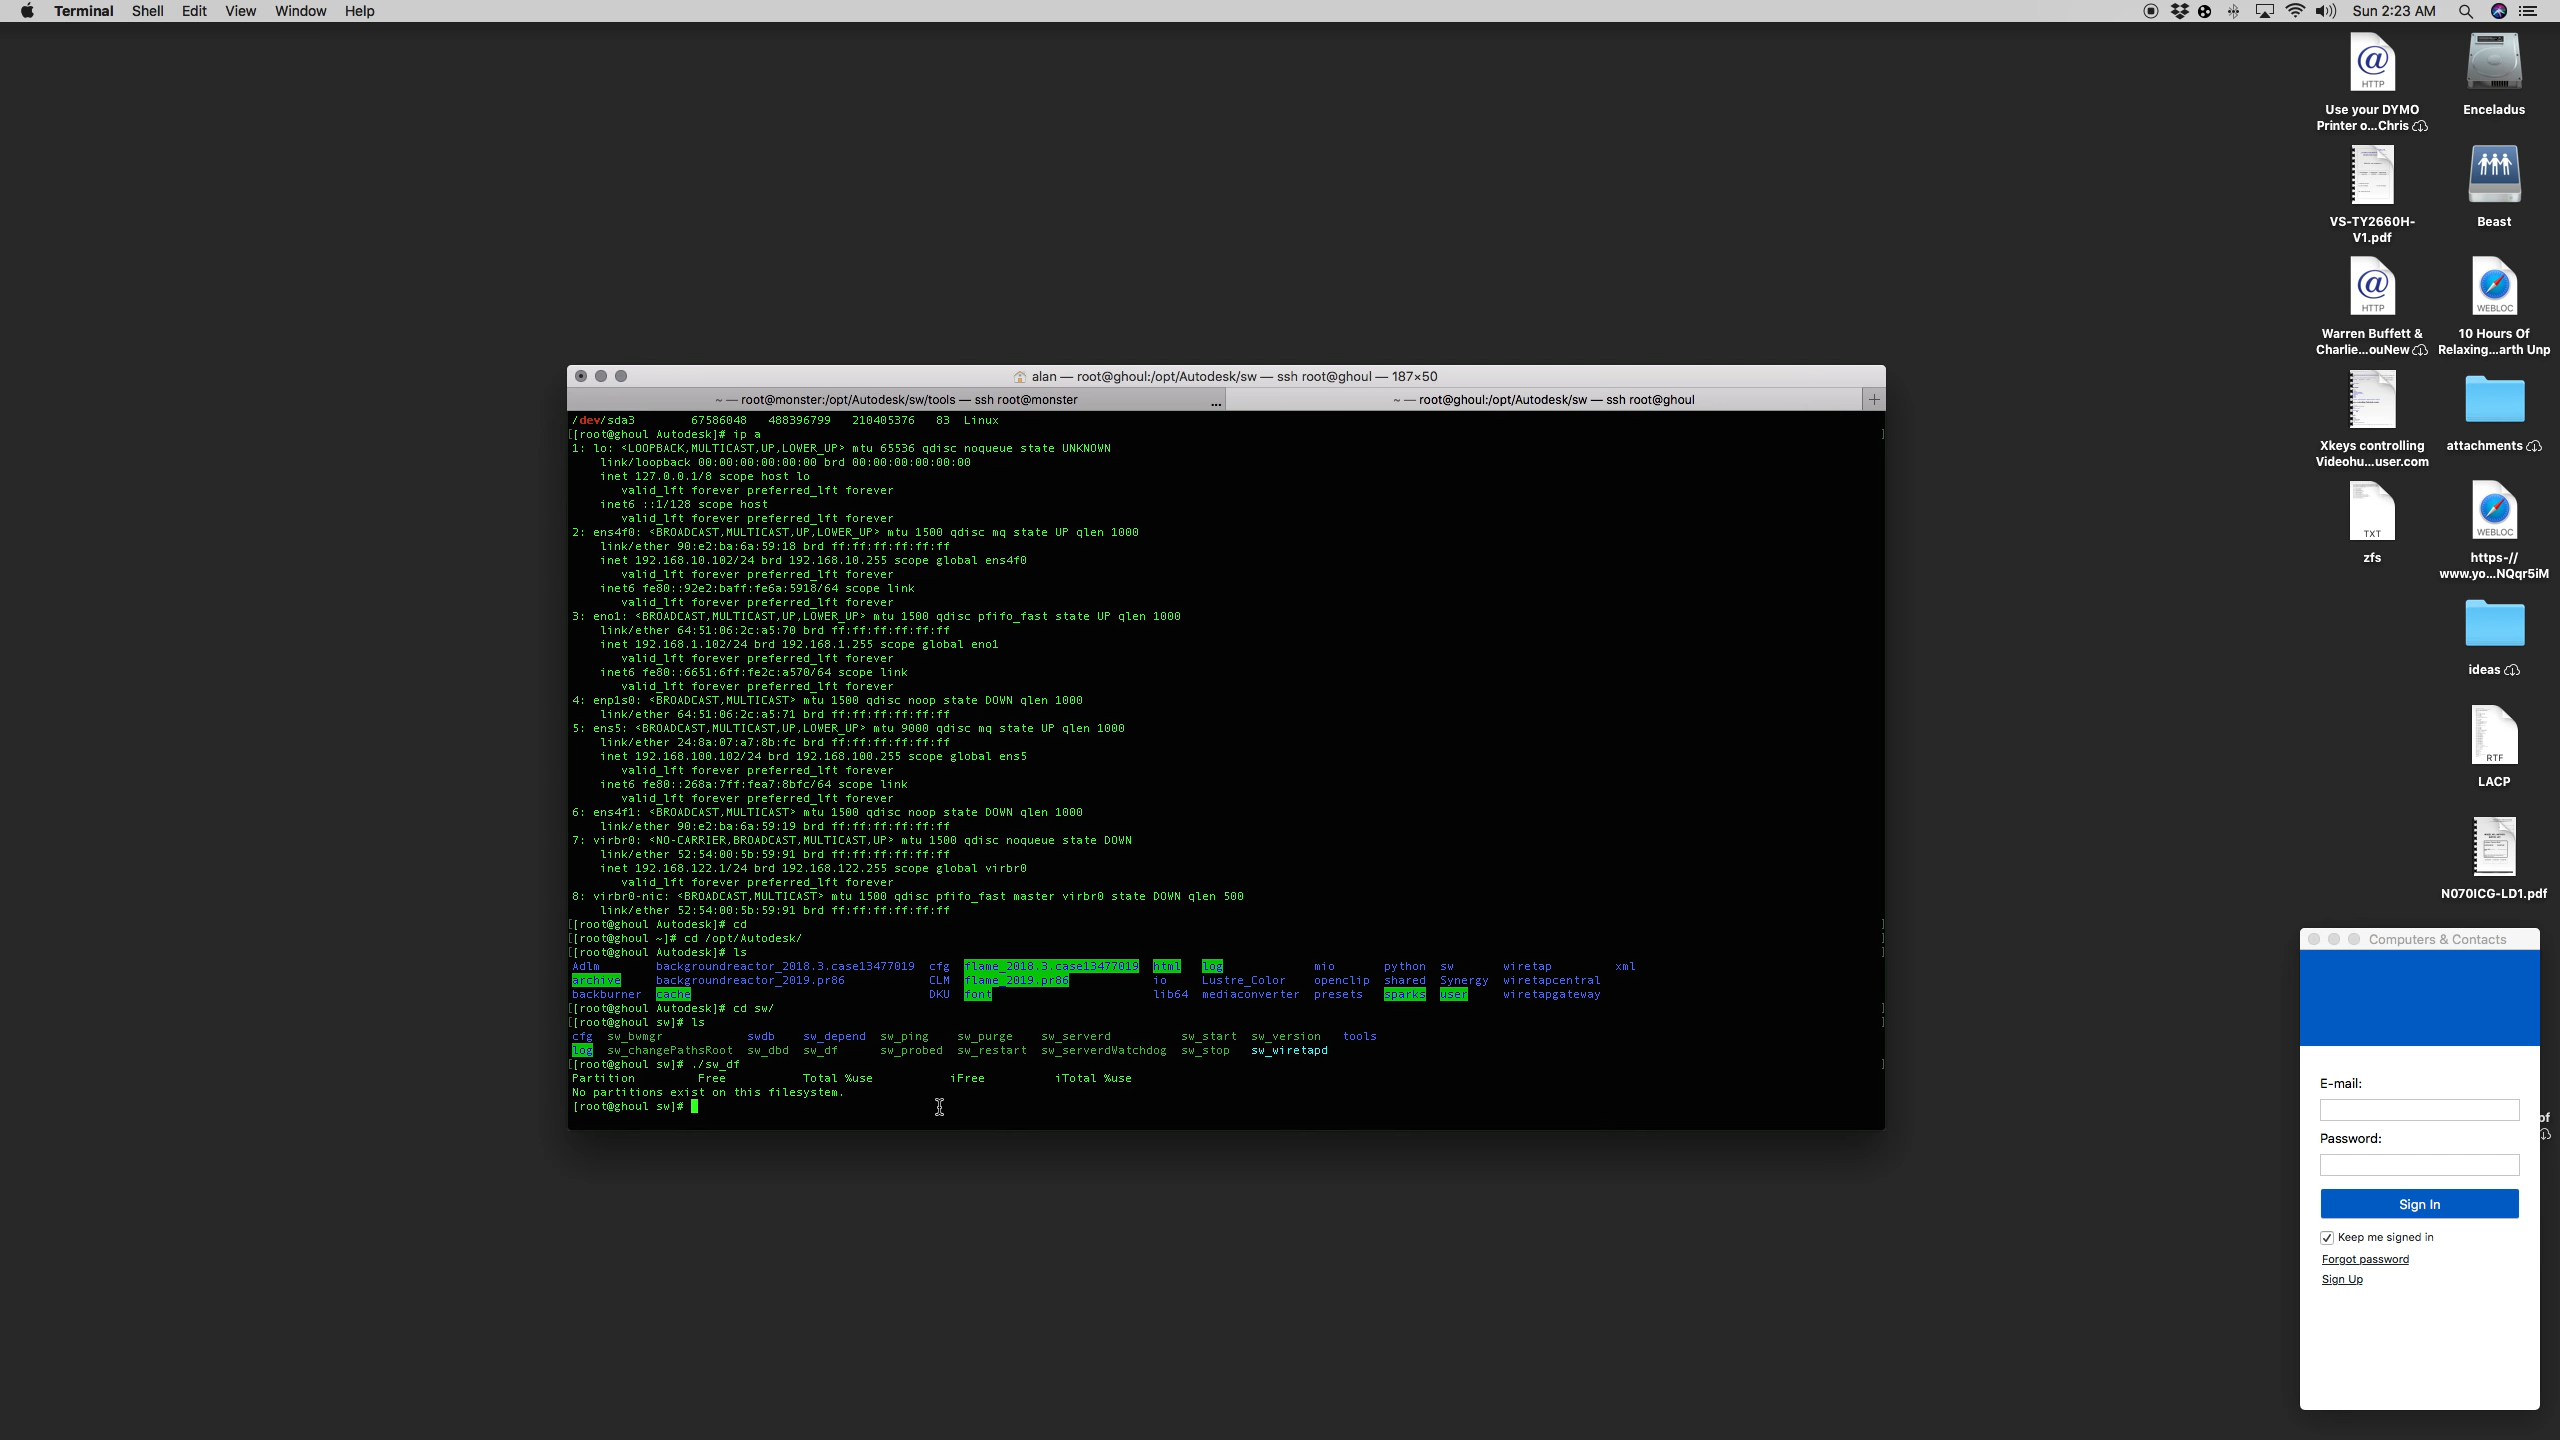 Terminal Shell Edit View Window Help Sun 2:23 AM
alan — root@ghoul:/opt/Autodesk/sw — ssh root@ghoul — 187×50
~ — root@monster:/opt/Autodesk/sw/tools — ssh root@monster ... ~ — root@ghoul:/opt/Autodesk/sw — ssh root@ghoul +
/dev/sda3 67586048 488396799 210405376 83 Linux
[[root@ghoul Autodesk]# ip a ]
1: lo: <LOOPBACK,MULTICAST,UP,LOWER_UP> mtu 65536 qdisc noqueue state UNKNOWN
link/loopback 00:00:00:00:00:00 brd 00:00:00:00:00:00
inet 127.0.0.1/8 scope host lo
valid_lft forever preferred_lft forever
inet6 ::1/128 scope host
valid_lft forever preferred_lft forever
2: ens4f0: <BROADCAST,MULTICAST,UP,LOWER_UP> mtu 1500 qdisc mq state UP qlen 1000
link/ether 90:e2:ba:6a:59:18 brd ff:ff:ff:ff:ff:ff
inet 192.168.10.102/24 brd 192.168.10.255 scope global ens4f0
valid_lft forever preferred_lft forever
inet6 fe80::92e2:baff:fe6a:5918/64 scope link
valid_lft forever preferred_lft forever
3: eno1: <BROADCAST,MULTICAST,UP,LOWER_UP> mtu 1500 qdisc pfifo_fast state UP qlen 1000
link/ether 64:51:06:2c:a5:70 brd ff:ff:ff:ff:ff:ff
inet 192.168.1.102/24 brd 192.168.1.255 scope global eno1
valid_lft forever preferred_lft forever
inet6 fe80::6651:6ff:fe2c:a570/64 scope link
valid_lft forever preferred_lft forever
4: enp1s0: <BROADCAST,MULTICAST> mtu 1500 qdisc noop state DOWN qlen 1000
link/ether 64:51:06:2c:a5:71 brd ff:ff:ff:ff:ff:ff
5: ens5: <BROADCAST,MULTICAST,UP,LOWER_UP> mtu 9000 qdisc mq state UP qlen 1000
link/ether 24:8a:07:a7:8b:fc brd ff:ff:ff:ff:ff:ff
inet 192.168.100.102/24 brd 192.168.100.255 scope global ens5
valid_lft forever preferred_lft forever
inet6 fe80::268a:7ff:fea7:8bfc/64 scope link
valid_lft forever preferred_lft forever
6: ens4f1: <BROADCAST,MULTICAST> mtu 1500 qdisc noop state DOWN qlen 1000
link/ether 90:e2:ba:6a:59:19 brd ff:ff:ff:ff:ff:ff
7: virbr0: <NO-CARRIER,BROADCAST,MULTICAST,UP> mtu 1500 qdisc noqueue state DOWN
link/ether 52:54:00:5b:59:91 brd ff:ff:ff:ff:ff:ff
inet 192.168.122.1/24 brd 192.168.122.255 scope global virbr0
valid_lft forever preferred_lft forever
8: virbr0-nic: <BROADCAST,MULTICAST> mtu 1500 qdisc pfifo_fast master virbr0 state DOWN qlen 500
link/ether 52:54:00:5b:59:91 brd ff:ff:ff:ff:ff:ff
[[root@ghoul Autodesk]# cd ]
[[root@ghoul ~]# cd /opt/Autodesk/ ]
[[root@ghoul Autodesk]# ls ]
Adlm backgroundreactor_2018.3.case13477019 cfg flame_2018.3.case13477019 html log mio python sw wiretap xml
archive backgroundreactor_2019.pr86 CLM flame_2019.pr86 io Lustre_Color openclip shared Synergy wiretapcentral
backburner cache DKU font lib64 mediaconverter presets sparks user wiretapgateway
[[root@ghoul Autodesk]# cd sw/ ]
[[root@ghoul sw]# ls ]
cfg sw_bwmgr swdb sw_depend sw_ping sw_purge sw_serverd sw_start sw_version tools
log sw_changePathsRoot sw_dbd sw_df sw_probed sw_restart sw_serverdWatchdog sw_stop sw_wiretapd
[[root@ghoul sw]# ./sw_df ]
Partition Free Total %use iFree iTotal %use
No partitions exist on this filesystem.
[root@ghoul sw]#
HTTP
Use your DYMO
Printer o...Chris
Enceladus
VS-TY2660H-
V1.pdf
Beast
HTTP
Warren Buffett &
Charlie...ouNew
WEBLOC
10 Hours Of
Relaxing...arth Unp
Xkeys controlling
Videohu...user.com
attachments
TXT
zfs
WEBLOC
https-//
www.yo...NQqr5iM
ideas
RTF
LACP
N070ICG-LD1.pdf
Computers & Contacts
E-mail:
of
Password:
Sign In
Keep me signed in
Forgot password
Sign Up